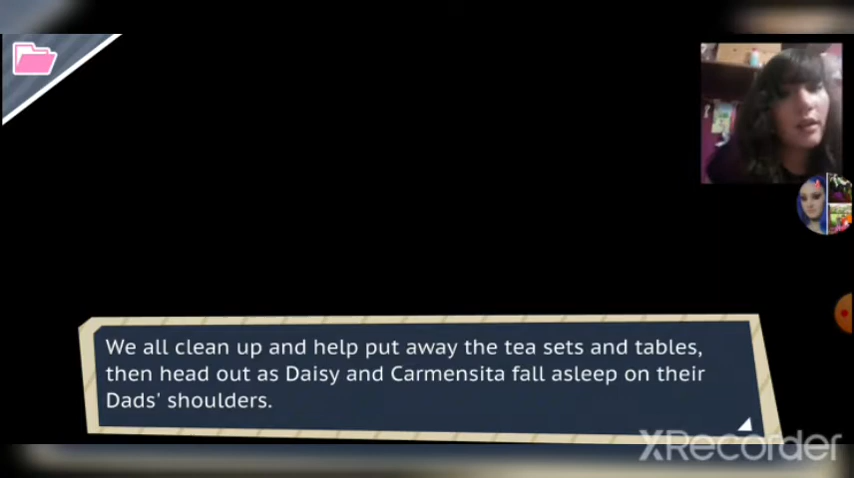 We all clean up and help put away the tea sets and tables,
then head out as Daisy and Carmensita fall asleep on their
Dads' shoulders.
XRecorder